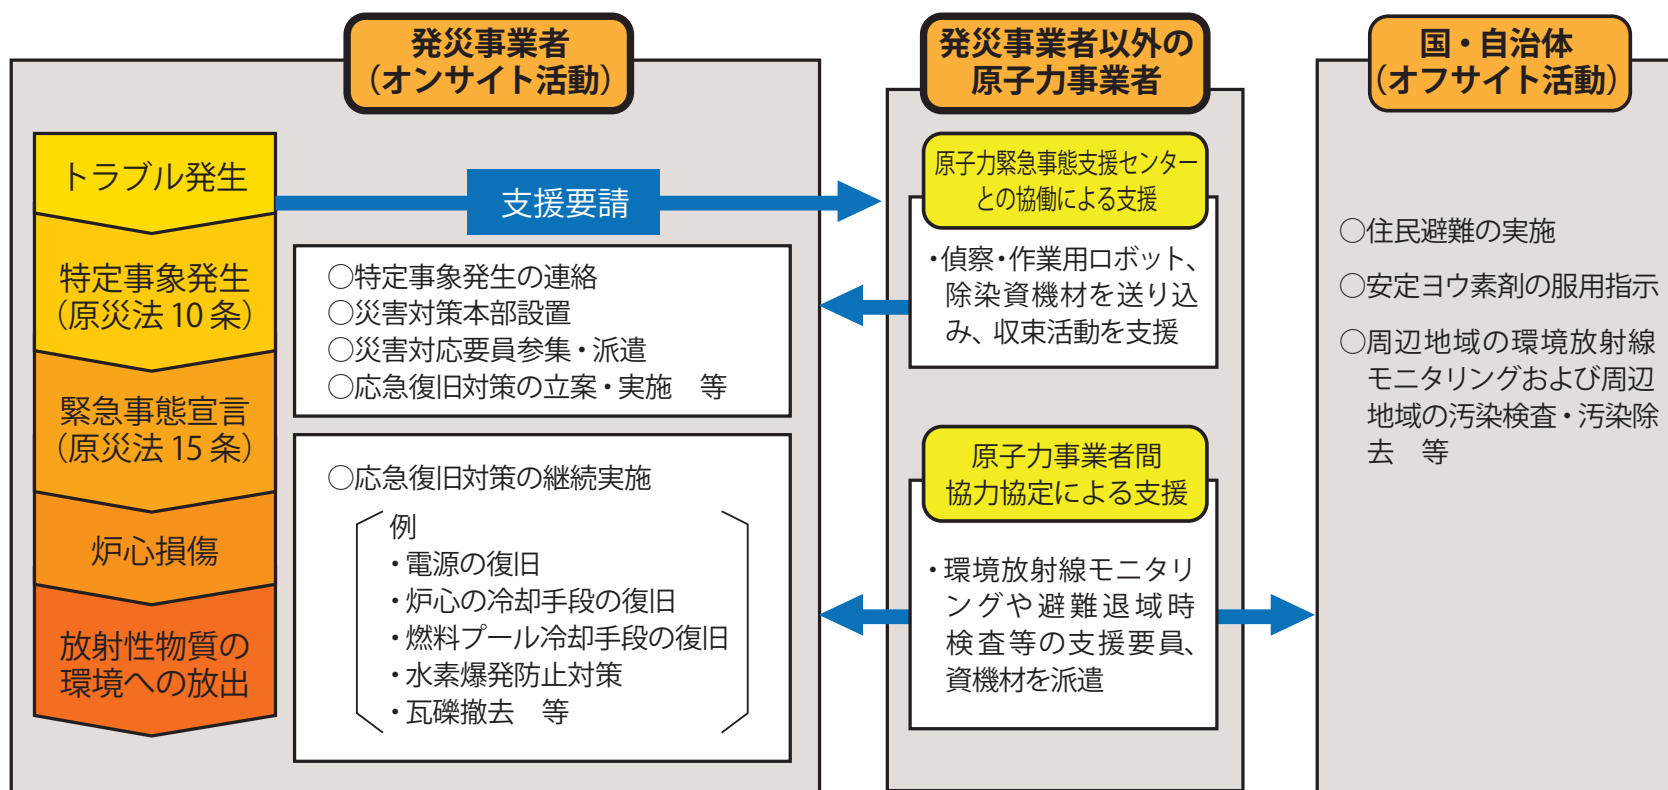 発災事業者
（オンサイト活動）
トラブル発生
特定事象発生
（原災法 10 条）
緊急事態宣言
（原災法 15 条）
炉心損傷
放射性物質の
環境への放出
支援要請
○特定事象発生の連絡
○災害対策本部設置
○災害対応要員参集・派遣
○応急復旧対策の立案・実施　等
○応急復旧対策の継続実施
例
・電源の復旧
・炉心の冷却手段の復旧
・燃料プール冷却手段の復旧
・水素爆発防止対策
・瓦礫撤去　等
発災事業者以外の
原子力事業者
原子力緊急事態支援センター
との協働による支援
・偵察・作業用ロボット、
除染資機材を送り込
み、収束活動を支援
原子力事業者間
協力協定による支援
・環境放射線モニタリ
ングや避難退域時
検査等の支援要員、
資機材を派遣
国・自治体
（オフサイト活動）
○住民避難の実施
○安定ヨウ素剤の服用指示
○周辺地域の環境放射線
モニタリングおよび周辺
地域の汚染検査・汚染除
去　等